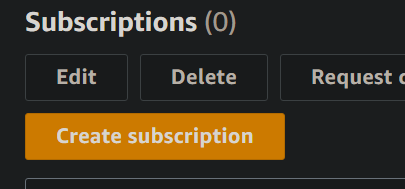 Subscriptions (0)
Edit Delete Request
Create subscription